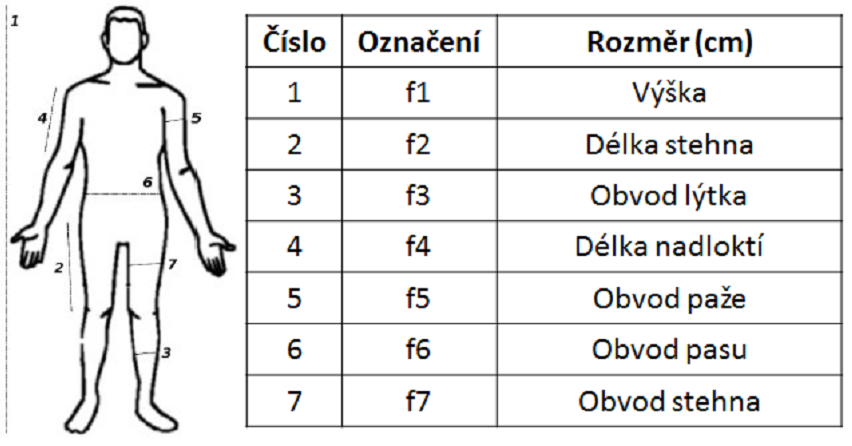 1
4
5
6
2
7
3
Číslo Označení Rozměr (cm)
1 f1 Výška
2 f2 Délka stehna
3 f3 Obvod lýtka
4 f4 Délka nadloktí
5 f5 Obvod paže
6 f6 Obvod pasu
7 f7 Obvod stehna